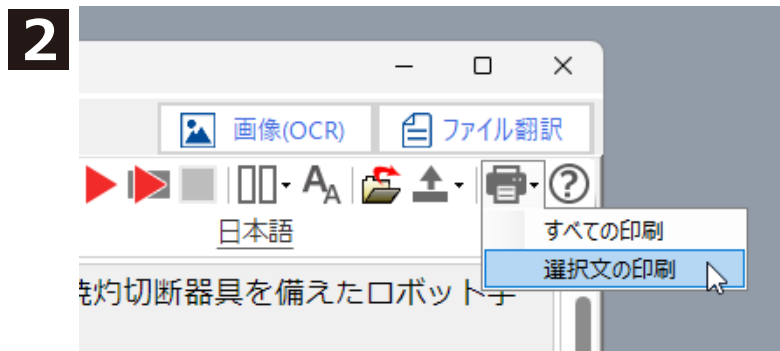 2
画像(OCR) ファイル翻訳
日本語
すべての印刷
選択文の印刷
焼灼切断器具を備えたロボット手